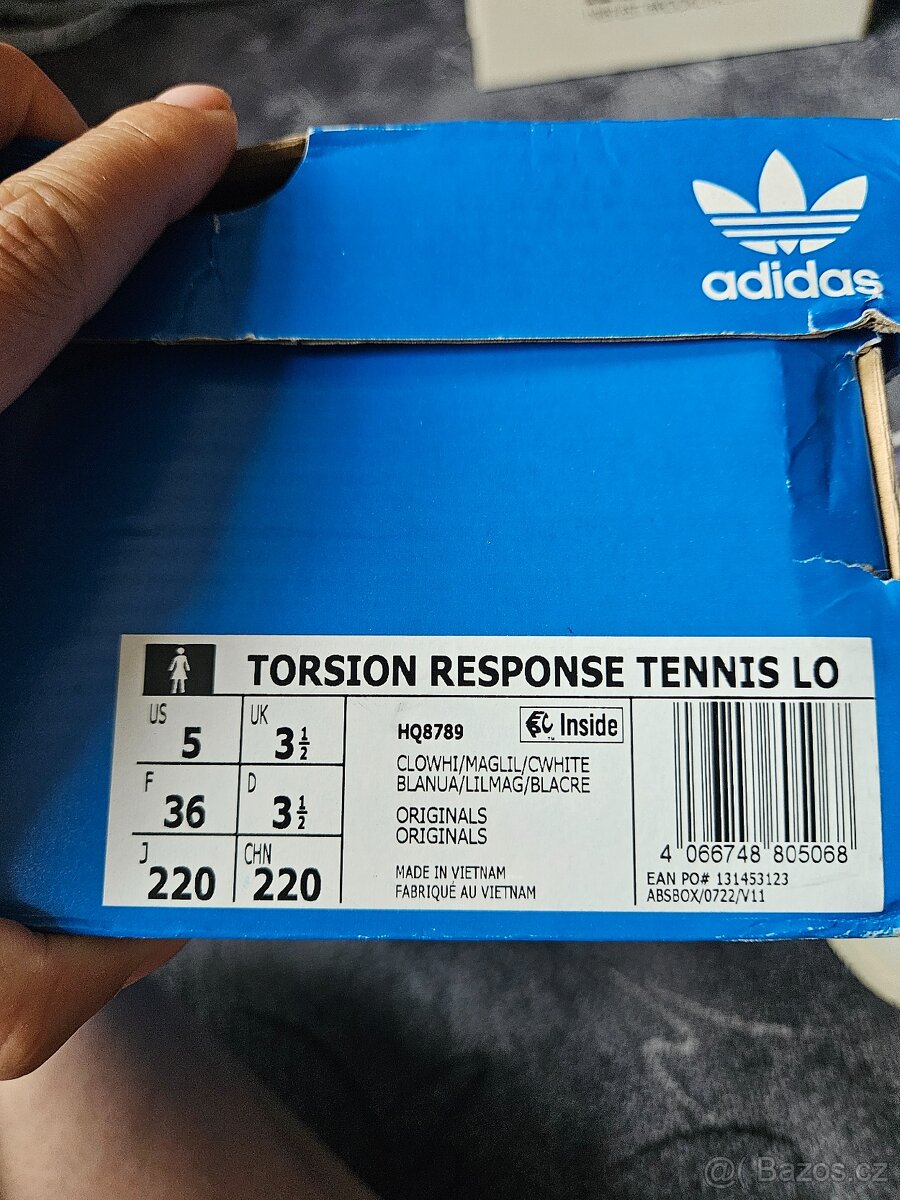 adidas
TORSION RESPONSE TENNIS LO
US
5
UK
3 1/2
F
36
D
3 1/2
J
220
CHN
220
HQ8789
Inside
CLOWHI/MAGLIL/CWHITE
BLANUA/LILMAG/BLACRE
ORIGINALS
ORIGINALS
MADE IN VIETNAM
FABRIQUÉ AU VIETNAM
4 066748 805068
EAN PO# 131453123
ABSBOX/0722/V11
@( Bazos.cz